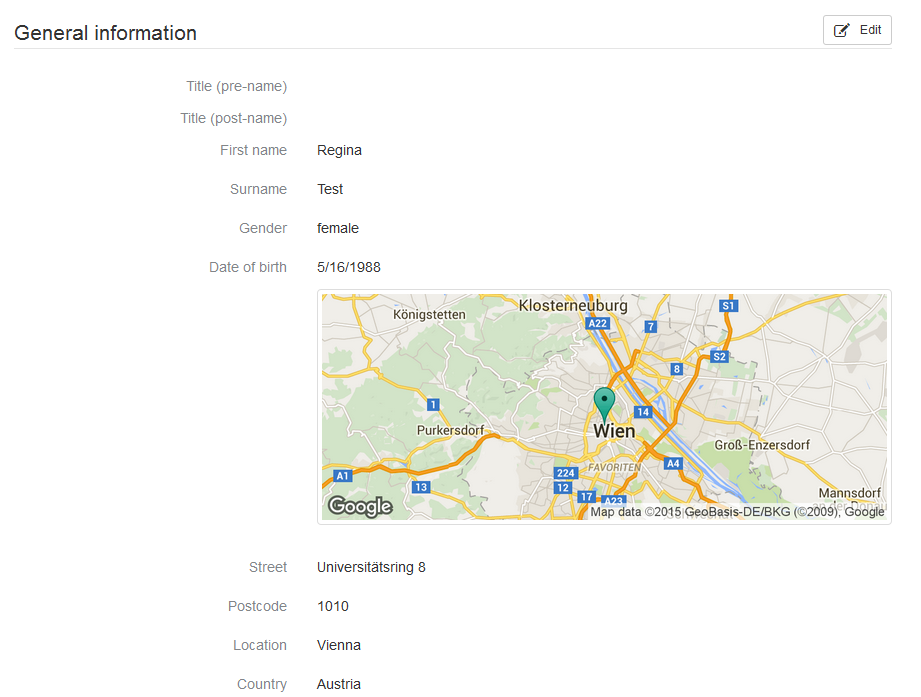 General information
Edit
Title (pre-name)
Title (post-name)
First name Regina
Surname Test
Gender female
Date of birth 5/16/1988
Klosterneuburg
S1
Königstetten
A22
7
S2
8
1
14
Purkersdorf
Wien
Groß-Enzersdorf
A4
FAVORITEN
A1
224
13
12
17
A23
Mannsdorf
an der Donau
Google
Map data ©2015 GeoBasis-DE/BKG (©2009), Google
Street Universitätsring 8
Postcode 1010
Location Vienna
Country Austria